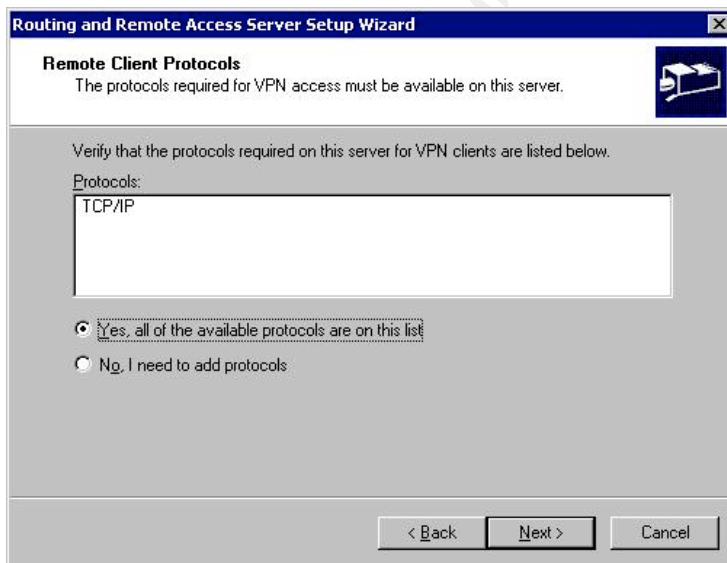 Routing and Remote Access Server Setup Wizard
Remote Client Protocols
The protocols required for VPN access must be available on this server.
Verify that the protocols required on this server for VPN clients are listed below.
Protocols:
TCP/IP
Yes, all of the available protocols are on this list
No, I need to add protocols
< Back Next > Cancel